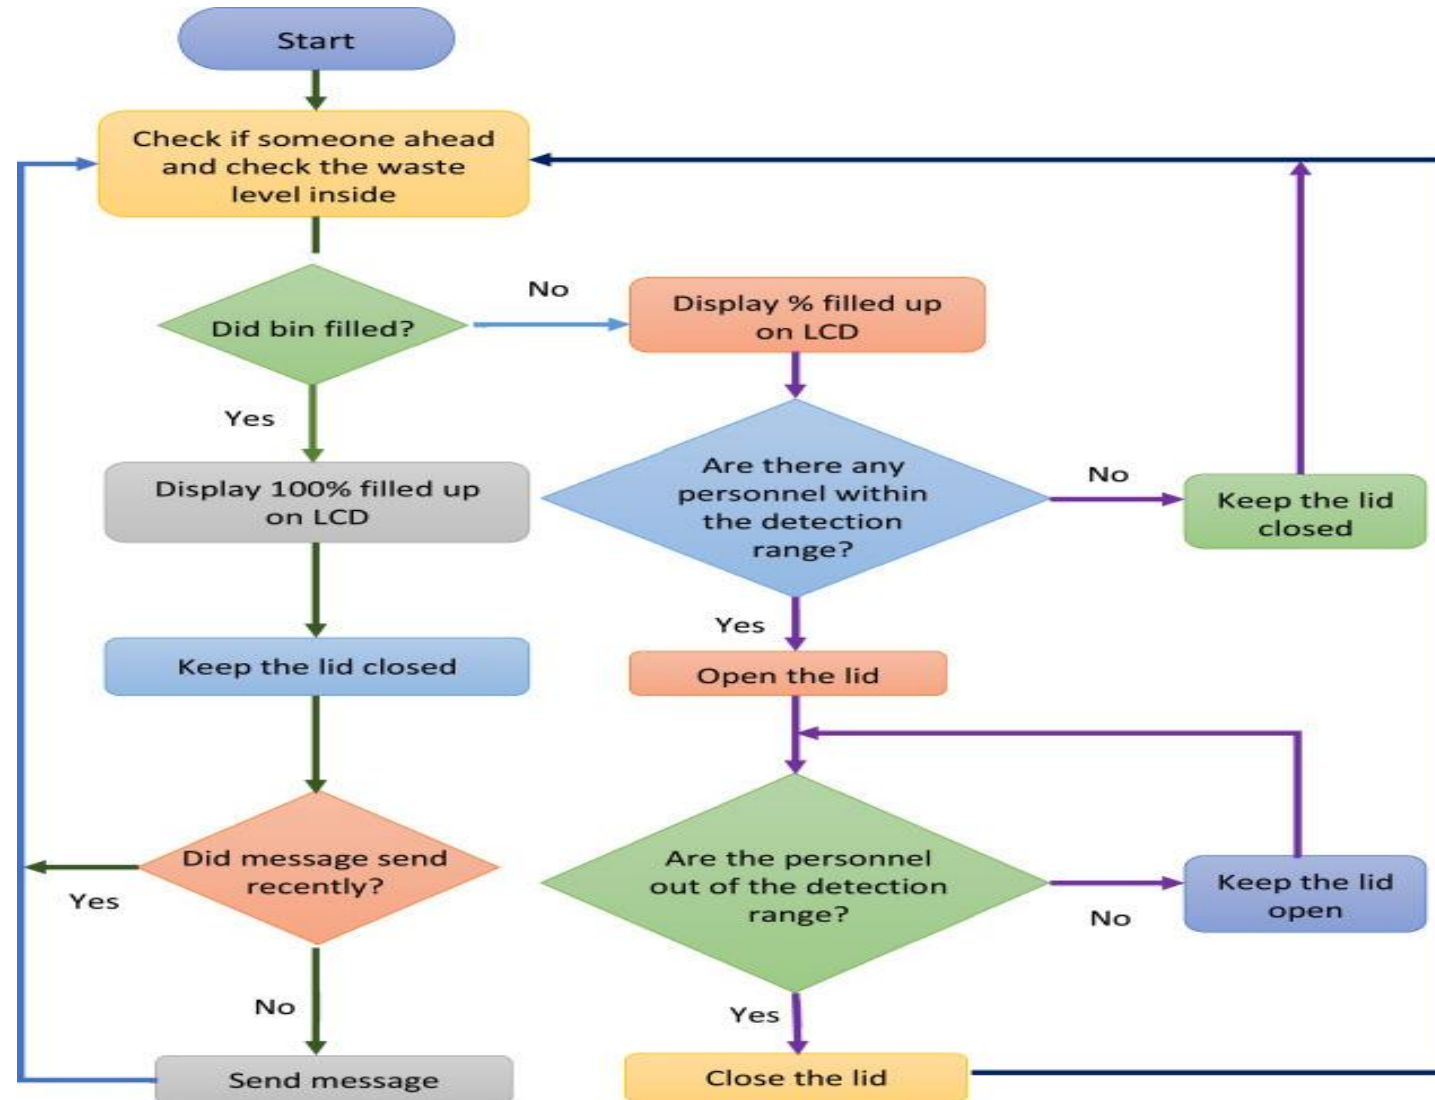 Start
Check if someone ahead
and check the waste
level inside
Did bin filled?
No
Display % filled up
on LCD
Yes
Display 100% filled up
on LCD
Are there any
personnel within
the detection
range?
No
Keep the lid
closed
Yes
Keep the lid closed
Open the lid
Did message send
recently?
Yes
Are the personnel
out of the detection
range?
No
Keep the lid
open
No
Send message
Yes
Close the lid